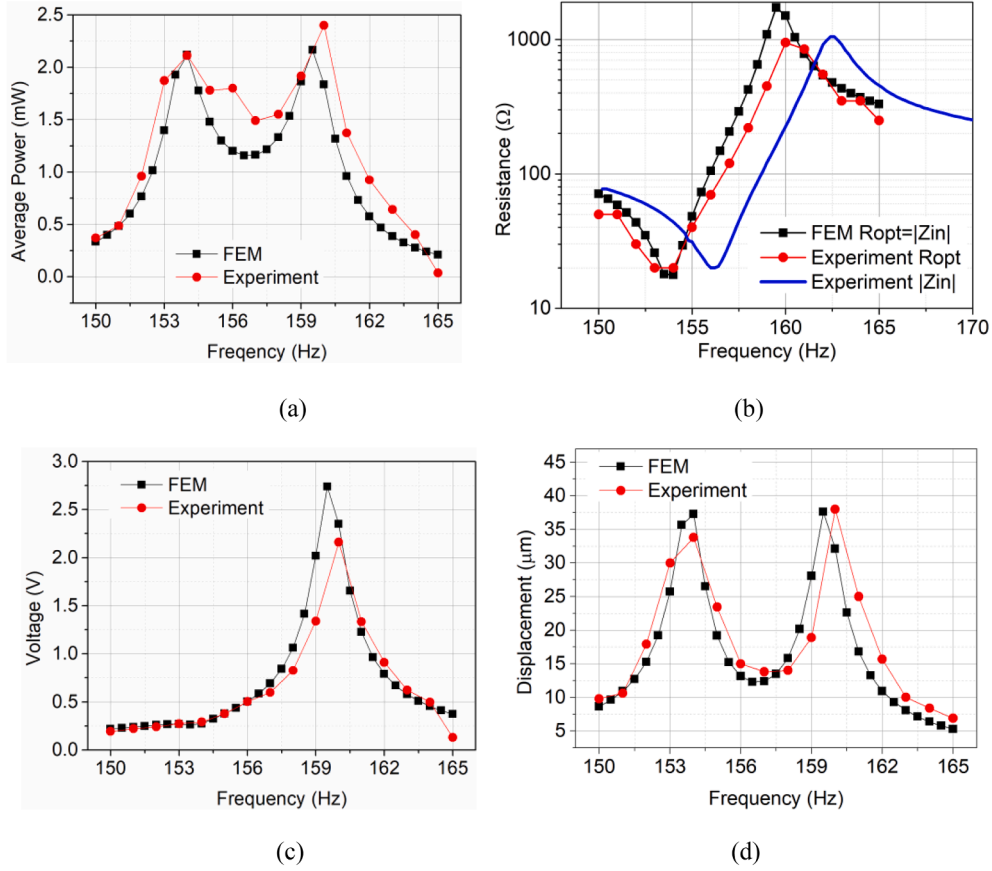 2.5
2.0
1.5
1.0
0.5
0.0
Average Power (mW)
FEM
Experiment
150 153 156 159 162 165
Freqency (Hz)
(a)
1000
100
10
Resistance (Ω)
FEM Ropt=|Zin|
Experiment Ropt
Experiment |Zin|
150 155 160 165 170
Frequency (Hz)
(b)
3.0
2.5
2.0
1.5
1.0
0.5
0.0
Voltage (V)
FEM
Experiment
150 153 156 159 162 165
Frequency (Hz)
(c)
45
40
35
30
25
20
15
10
5
Displacement (μm)
FEM
Experiment
150 153 156 159 162 165
Frequency (Hz)
(d)